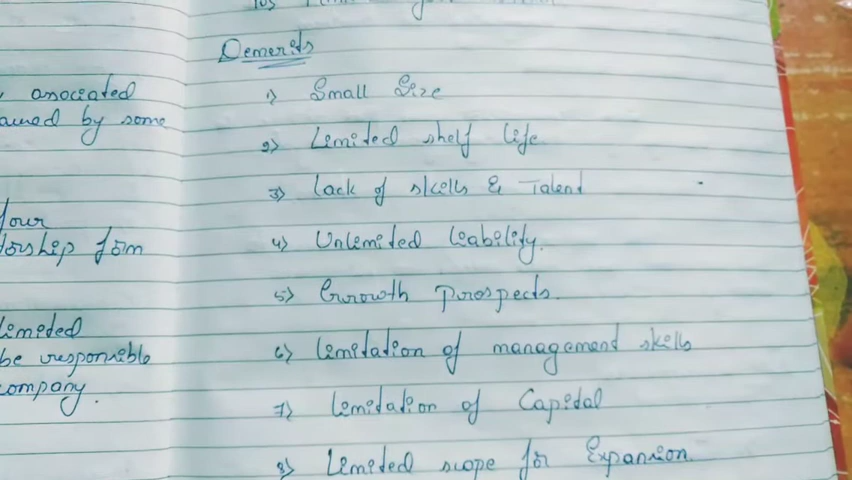 associated
by some
form
limited
be responsible
company.
Demerits
1) Small Size
2) Limited shelf life
3) Lack of skills & Talent
4) Unlimited liability.
5) Growth Prospects.
6) limitation of management skills
7) limitation of Capital
8) Limited scope for Expansion.